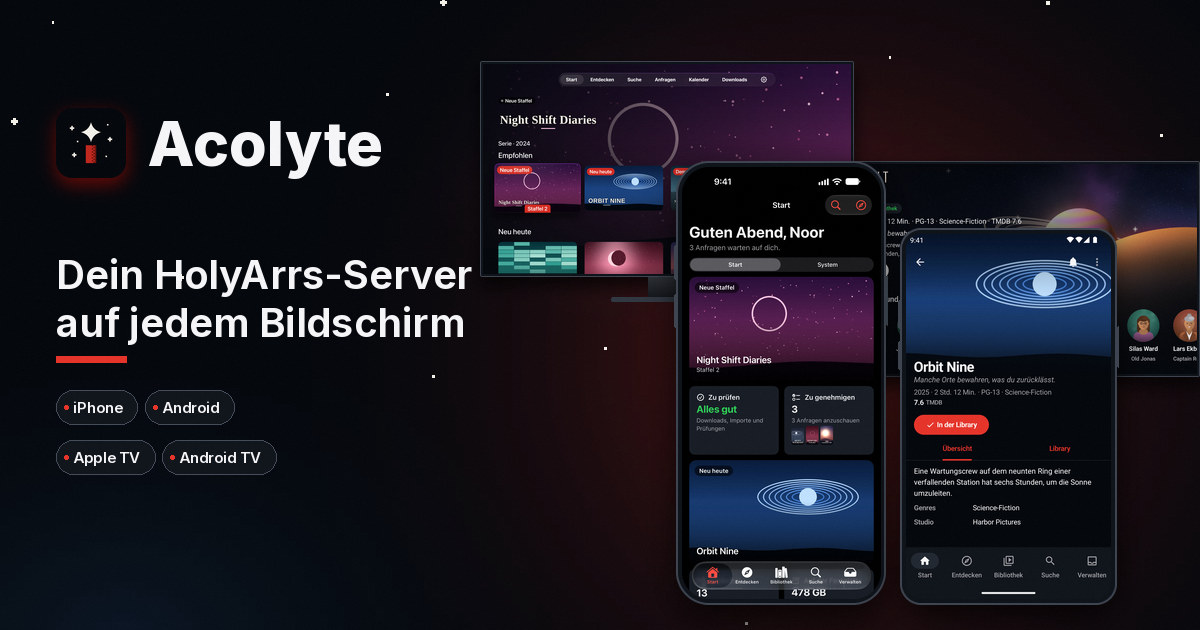 Acolyte
Dein HolyArrs-Server
auf jedem Bildschirm
iPhone
Android
Apple TV
Android TV
Start
Entdecken
Suche
Anfragen
Kalender
Downloads
Neue Staffel
Night Shift Diaries
Serie · 2024
Empfohlen
Neue Staffel
Night Shift Diaries
Staffel 2
Neu heute
ORBIT NINE
Neu heute
9:41
Start
Guten Abend, Noor
3 Anfragen warten auf dich.
Start
System
Neue Staffel
Night Shift Diaries
Staffel 2
Zu prüfen
Alles gut
Downloads, Importe und
Prüfungen
Zu genehmigen
3
3 Anfragen anzuschauen
Neu heute
Orbit Nine
Start
Entdecken
Bibliothek
Suche
Verwalten
13
478 GB
12 Min. · PG-13 · Science-Fiction · TMDB 7.6
Silas Ward
Old Jonas
Lars Ekb
Captain R
9:41
Orbit Nine
Manche Orte bewahren, was du zurücklässt.
2025 · 2 Std. 12 Min. · PG-13 · Science-Fiction
7.6 TMDB
In der Library
Übersicht
Library
Eine Wartungscrew auf dem neunten Ring einer
verfallenden Station hat sechs Stunden, um die Sonne
umzuleiten.
Genres
Science-Fiction
Studio
Harbor Pictures
Start
Entdecken
Bibliothek
Suche
Verwalten